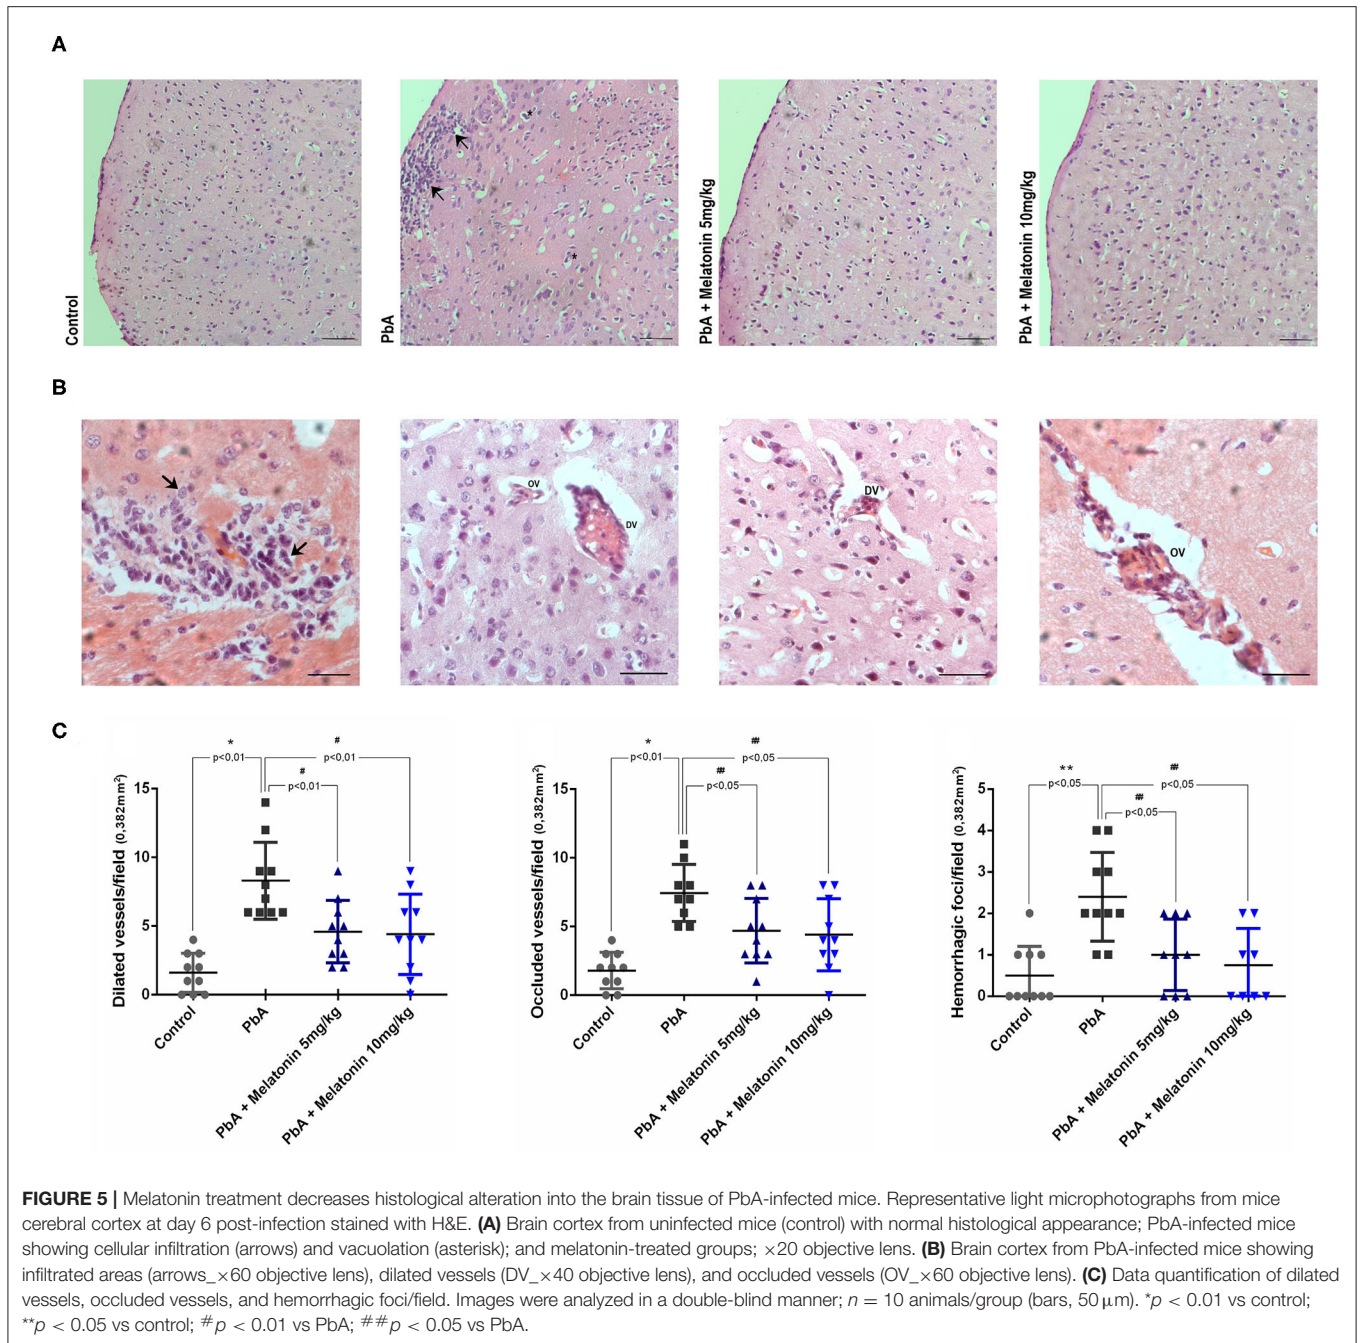 A
Control
PbA
*
*
PbA + Melatonin 5mg/kg
PbA + Melatonin 10mg/kg
B
OV
DV
DV
OV
C
Dilated vessels/field (0,382mm²)
15
10
5
0
*
p<0,01
#
p<0,01
#
p<0,01
Control
PbA
PbA + Melatonin 5mg/kg
PbA + Melatonin 10mg/kg
Occluded vessels/field (0,382mm²)
15
10
5
0
*
p<0,01
##
p<0,05
##
p<0,05
Control
PbA
PbA + Melatonin 5mg/kg
PbA + Melatonin 10mg/kg
Hemorrhagic foci/field (0,382mm²)
5
4
3
2
1
0
**
p<0,05
##
p<0,05
##
p<0,05
Control
PbA
PbA + Melatonin 5mg/kg
PbA + Melatonin 10mg/kg
FIGURE 5 | Melatonin treatment decreases histological alteration into the brain tissue of PbA-infected mice. Representative light microphotographs from mice
cerebral cortex at day 6 post-infection stained with H&E. (A) Brain cortex from uninfected mice (control) with normal histological appearance; PbA-infected mice
showing cellular infiltration (arrows) and vacuolation (asterisk); and melatonin-treated groups; ×20 objective lens. (B) Brain cortex from PbA-infected mice showing
infiltrated areas (arrows_×60 objective lens), dilated vessels (DV_×40 objective lens), and occluded vessels (OV_×60 objective lens). (C) Data quantification of dilated
vessels, occluded vessels, and hemorrhagic foci/field. Images were analyzed in a double-blind manner; n = 10 animals/group (bars, 50 μm). *p < 0.01 vs control;
**p < 0.05 vs control; #p < 0.01 vs PbA; ##p < 0.05 vs PbA.